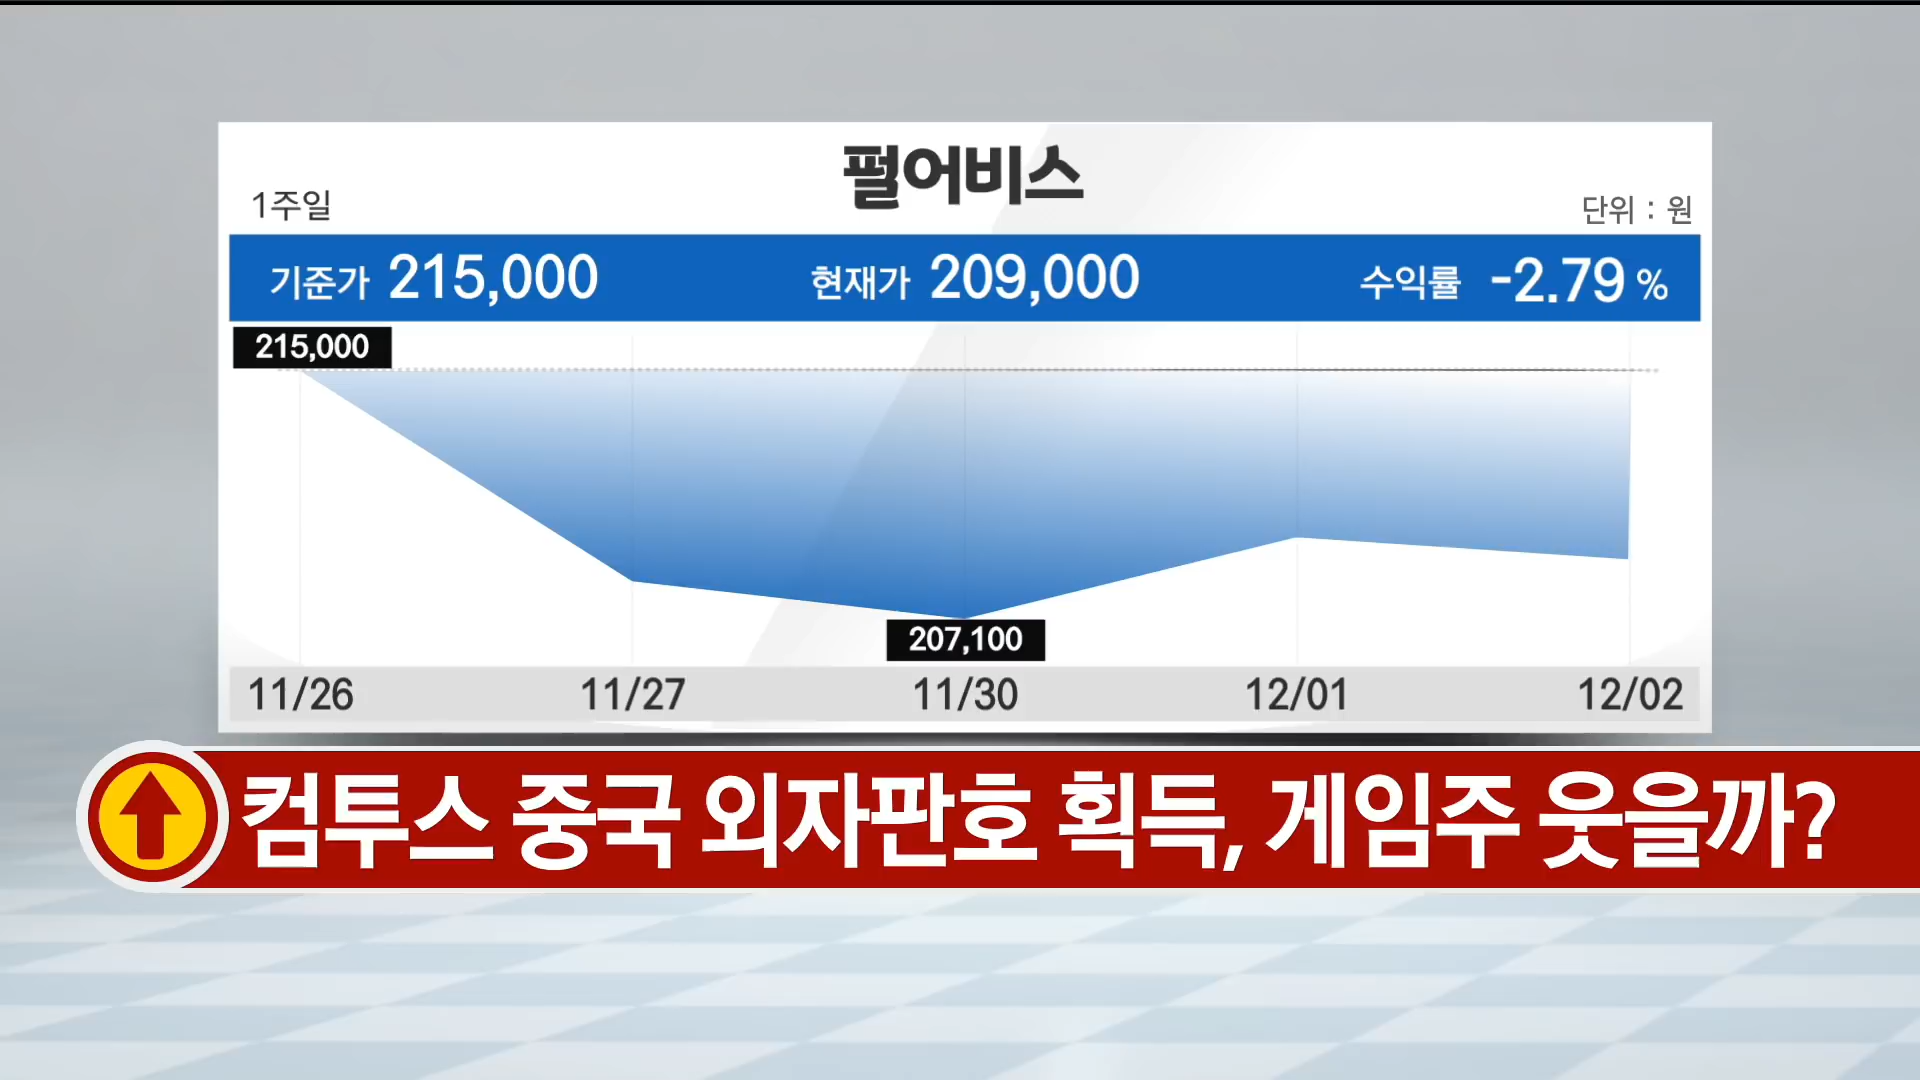 펄어비스
1주일
단위 : 원
기준가 215,000 현재가 209,000 수익률 -2.79 %
215,000
207,100
11/26 11/27 11/30 12/01 12/02
컴투스 중국 외자판호 획득, 게임주 웃을까?